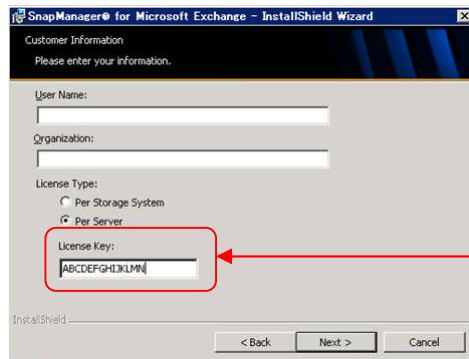 SnapManager® for Microsoft Exchange - InstallShield Wizard
Customer Information
Please enter your information.
User Name:
Organization:
License Type:
Per Storage System
Per Server
License Key:
ABCDEFGHIJKLMN
InstallShield
< Back Next > Cancel